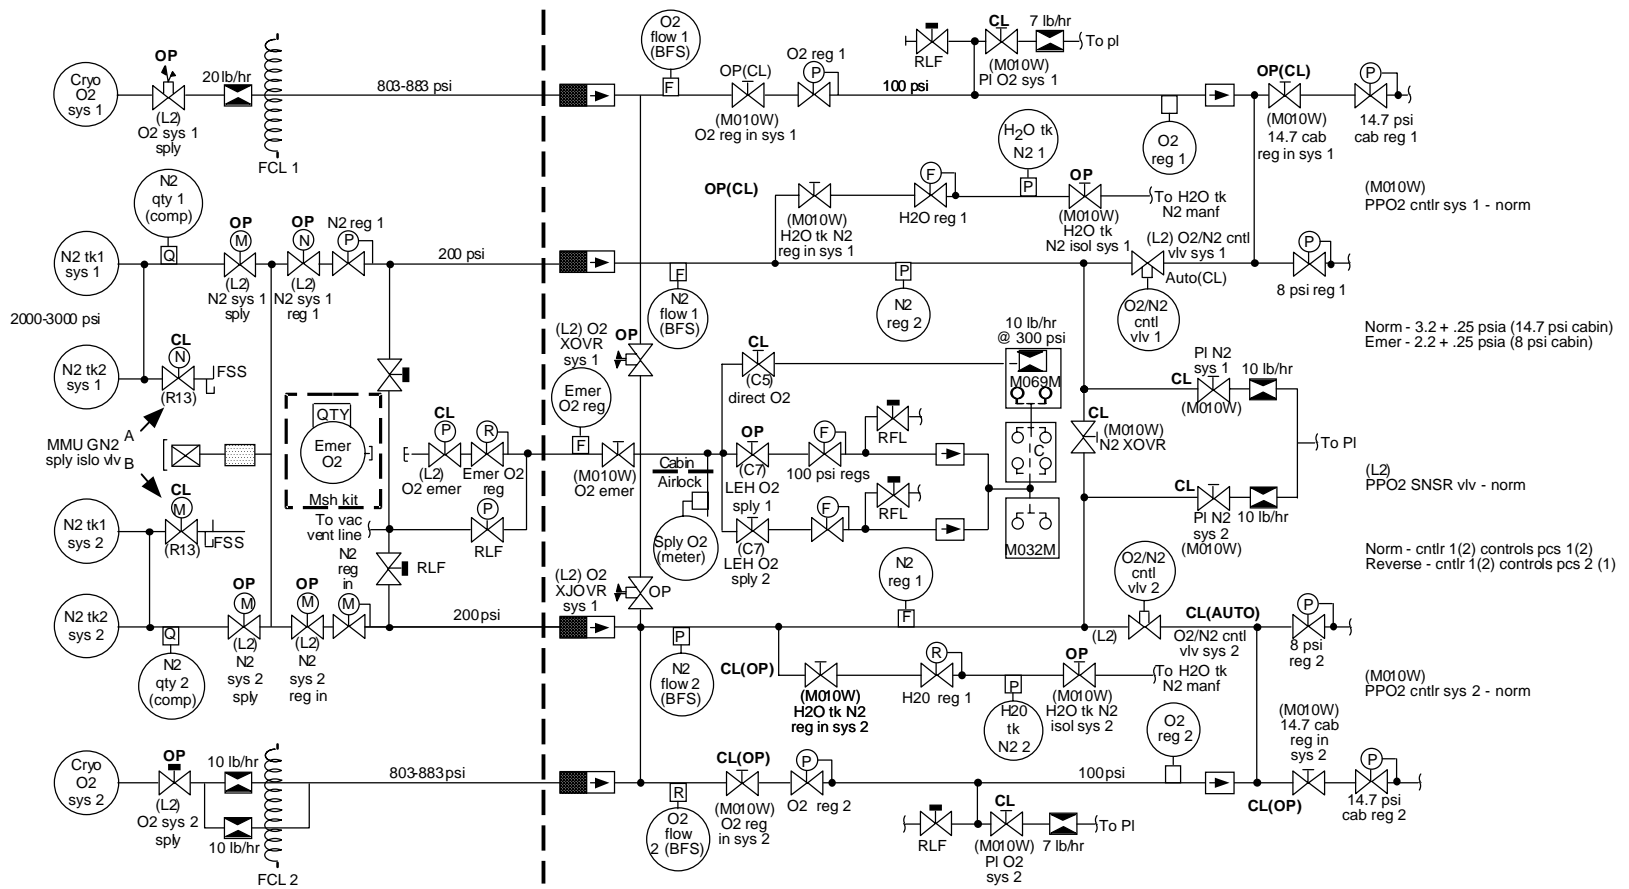 Cryo
O2
sys 1
OP
(L2)
O2 sys 1
sply
20 lb/hr
FCL 1
803-883 psi
O2
flow 1
(BFS)
F
OP(CL)
(M010W)
O2 reg in sys 1
O2 reg 1
P
RLF
CL
(M010W)
PI O2 sys 1
7 lb/hr
To pl
100 psi
O2
reg 1
OP(CL)
(M010W)
14.7 cab
reg in sys 1
P
14.7 psi
cab reg 1
H2O tk
N2 1
P
OP(CL)
(M010W)
H2O tk N2
reg in sys 1
F
H2O reg 1
OP
(M010W)
H2O tk
N2 isol sys 1
To H2O tk
N2 manf
(M010W)
PPO2 cntlr sys 1 - norm
N2
qty 1
(comp)
Q
N2 tk1
sys 1
OP
M
(L2)
N2 sys 1
sply
OP
N
(L2)
N2 sys 1
reg 1
N2 reg 1
P
200 psi
F
N2
flow 1
(BFS)
P
N2
reg 2
(L2) O2/N2 cntl
vlv sys 1
Auto(CL)
O2/N2
cntl
vlv 1
P
8 psi reg 1
2000-3000 psi
N2 tk2
sys 1
CL
N
(R13)
FSS
(L2) O2
XOVR
sys 1
OP
Emer
O2 reg
F
CL
(C5)
direct O2
10 lb/hr
@ 300 psi
M069M
PI N2
sys 1
CL
(M010W)
10 lb/hr
Norm - 3.2 + .25 psia (14.7 psi cabin)
Emer - 2.2 + .25 psia (8 psi cabin)
MMU GN2
sply islo vlv
A
B
QTY
Emer
O2
Msh kit
CL
P
(L2)
O2 emer
R
Emer O2
reg
(M010W)
O2 emer
Cabin
Airlock
OP
(C7)
LEH O2
sply 1
F
100 psi regs
RFL
C
CL
(M010W)
N2 XOVR
To PI
N2 tk1
sys 2
CL
M
(R13)
FSS
To vac
vent line
P
RLF
Sply O2
(meter)
(C7)
LEH O2
sply 2
F
RFL
M032M
CL
PI N2
sys 2
(M010W)
10 lb/hr
(L2)
PPO2 SNSR vlv - norm
Norm - cntlr 1(2) controls pcs 1(2)
Reverse - cntlr 1(2) controls pcs 2 (1)
N2
reg
in
RLF
(L2) O2
XJOVR
sys 1
OP
N2
reg 1
F
O2/N2
cntl
vlv 2
N2 tk2
sys 2
Q
N2
qty 2
(comp)
OP
M
(L2)
N2
sys 2
sply
OP
M
(L2)
N2
sys 2
reg in
M
200psi
P
N2
flow 2
(BFS)
(L2)
CL(AUTO)
O2/N2 cntl
vlv sys 2
P
8 psi
reg 2
CL(OP)
(M010W)
H2O tk N2
reg in sys 2
R
H20 reg 1
P
H20
tk
N2 2
OP
(M010W)
H2O tk N2
isol sys 2
To H2O tk
N2 manf
(M010W)
PPO2 cntlr sys 2 - norm
Cryo
O2
sys 2
OP
(L2)
O2 sys 2
sply
10 lb/hr
10 lb/hr
FCL 2
803-883 psi
R
O2
flow
2 (BFS)
CL(OP)
(M010W)
O2 reg
in sys 2
P
O2 reg 2
100psi
RLF
CL
(M010W)
PI O2
sys 2
7 lb/hr
To PI
O2
reg 2
(M010W)
14.7 cab
reg in
sys 2
CL(OP)
P
14.7 psi
cab reg 2